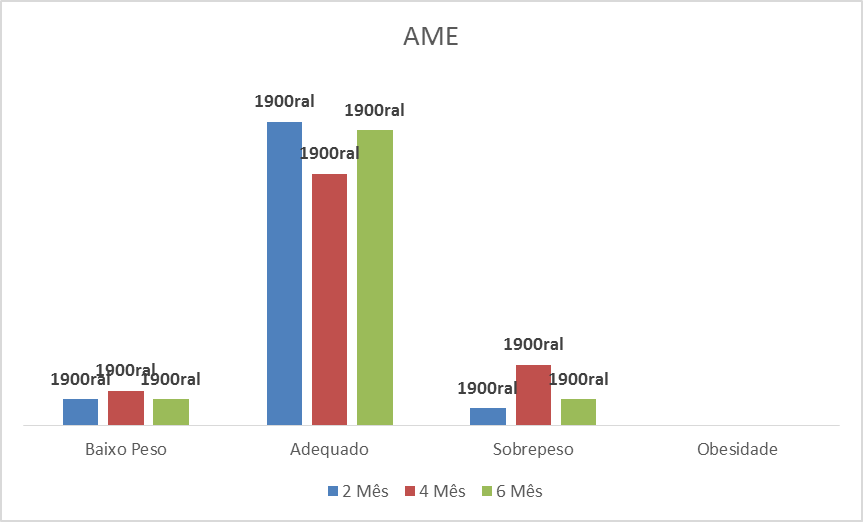 AME
1900ral
1900ral
1900ral
1900ral
1900ral
1900ral
1900ral
1900ral
1900ral
Baixo Peso
Adequado
Sobrepeso
Obesidade
2 Mês
4 Mês
6 Mês